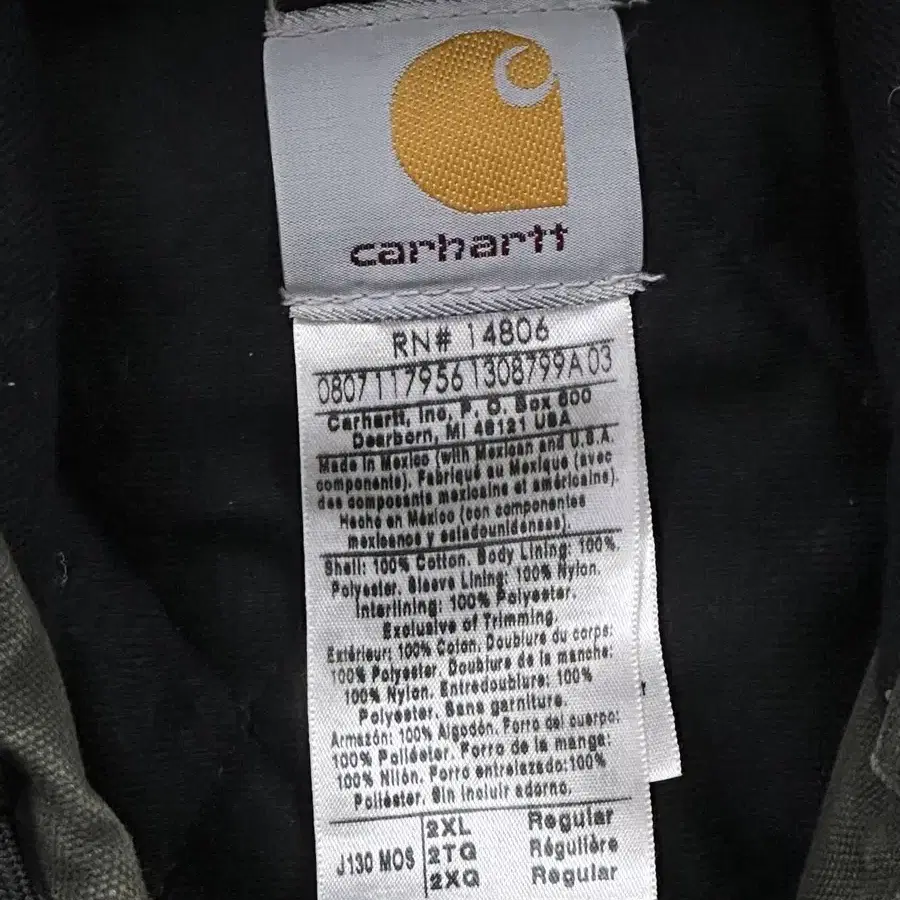 carhartt
RN# 14806
0807117956 1308799A 03
Carhartt, Inc, P. O. Box 600
Dearborn, MI 48121 USA
Made in Mexico (with Mexican and U.S.A.
components). Fabriqué au Mexique (avec
des composants mexicains et américains).
Hecho en México (con componentes
mexicanos y estadounidenses).
Shell: 100% Cotton. Body Lining: 100%.
Polyester. Sleeve Lining: 100% Nylon.
Interlining: 100% Polyester.
Exclusive of Trimming.
Extérieur: 100% Coton. Doublure du corps:
100% Polyester. Doublure de la manche:
100% Nylon. Entredoublure: 100%
Polyester. Sans garniture.
Armazón: 100% Algodón. Forro del cuerpo:
100% Poliéster. Forro de la manga:
100% Nilón. Forro entrelazado:100%
Poliéster. Sin incluir adorno.
J130 MOS
2XL Regular
2TG Régulière
2XG Regular